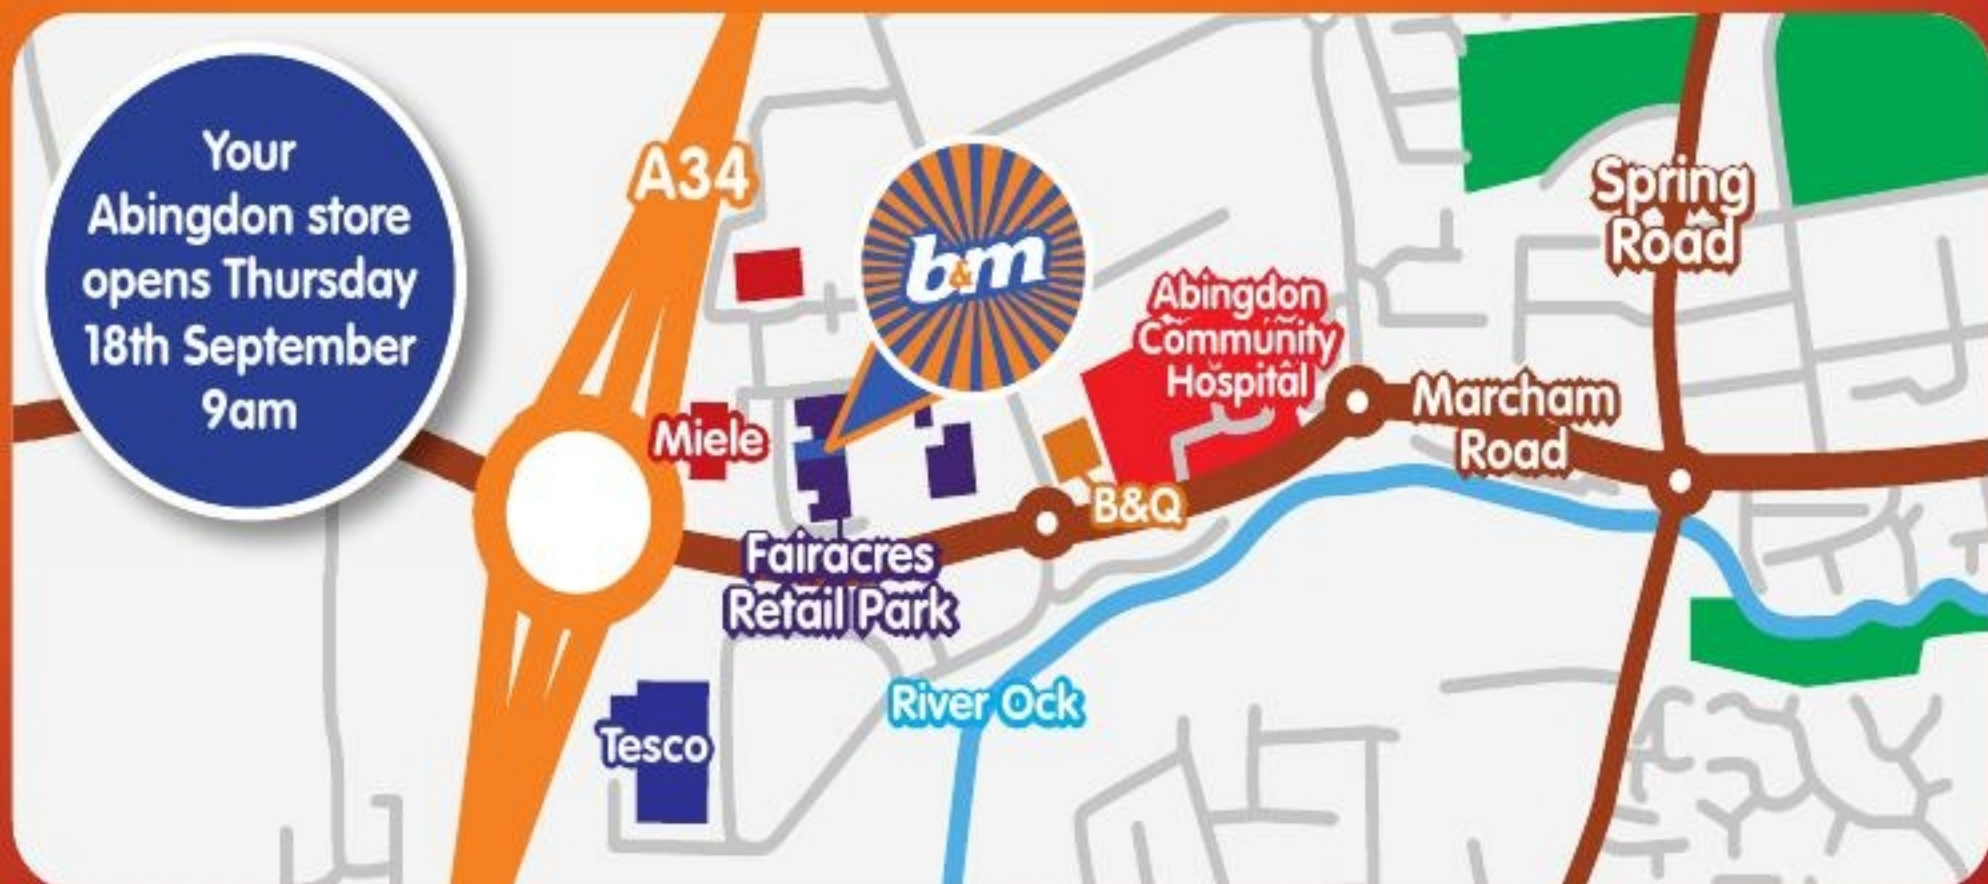 Your
Abingdon store
opens Thursday
18th September
9am
A34
b&m
Spring
Road
Abingdon
Community
Hospital
Marcham
Road
Miele
B&Q
Fairacres
Retail Park
River Ock
Tesco